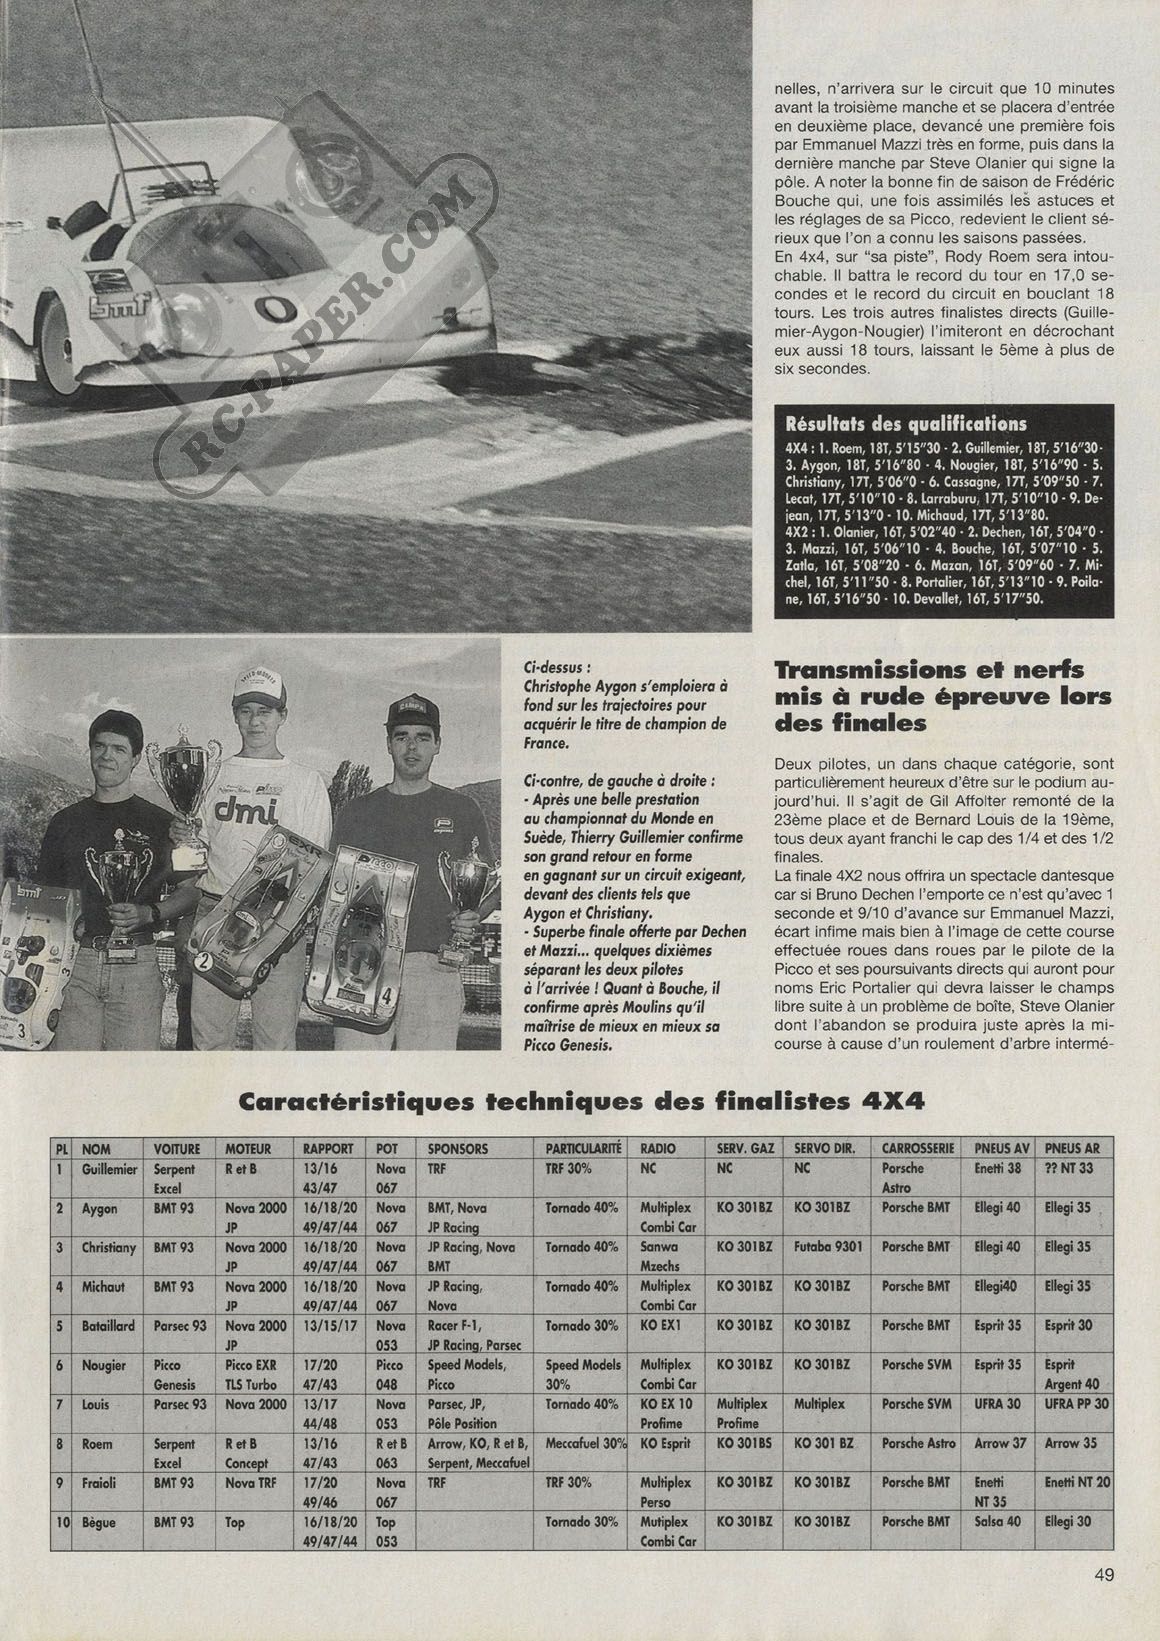 nelles, n'arrivera sur le circuit que 10 minutes
avant la troisième manche et se placera d'entrée
en deuxième place, devancé une première fois
par Emmanuel Mazzi très en forme, puis dans la
dernière manche par Steve Olanier qui signe la
pôle. A noter la bonne fin de saison de Frédéric
Bouche qui, une fois assimilés les astuces et
les réglages de sa Picco, redevient le client sé-
rieux que l'on a connu les saisons passées.
En 4x4, sur "sa piste", Rody Roem sera intou-
chable. Il battra le record du tour en 17,0 se-
condes et le record du circuit en bouclant 18
tours. Les trois autres finalistes directs (Guille-
mier-Aygon-Nougier) l'imiteront en décrochant
eux aussi 18 tours, laissant le 5ème à plus de
six secondes.
RC-PAPER.COM
bmt
0
Résultats des qualifications
4X4 : 1. Roem, 18T, 5'15"30 - 2. Guillemier, 18T, 5'16"30-
3. Aygon, 18T, 5'16"80 - 4. Nougier, 18T, 5'16"90 - 5.
Christiany, 17T, 5'06"0 - 6. Cassagne, 17T, 5'09"50 - 7.
Lecat, 17T, 5'10"10 - 8. Larraburu, 17T, 5'10"10 - 9. De-
jean, 17T, 5'13"0 - 10. Michaud, 17T, 5'13"80.
4X2 : 1. Olanier, 16T, 5'02"40 - 2. Dechen, 16T, 5'04"0 -
3. Mazzi, 16T, 5'06"10 - 4. Bouche, 16T, 5'07"10 - 5.
Zatla, 16T, 5'08"20 - 6. Mazan, 16T, 5'09"60 - 7. Mi-
chel, 16T, 5'11"50 - 8. Portalier, 16T, 5'13"10 - 9. Poila-
ne, 16T, 5'16"50 - 10. Devallet, 16T, 5'17"50.
Ci-dessus :
Christophe Aygon s'emploiera à
fond sur les trajectoires pour
acquérir le titre de champion de
France.
Ci-contre, de gauche à droite :
- Après une belle prestation
au championnat du Monde en
Suède, Thierry Guillemier confirme
son grand retour en forme
en gagnant sur un circuit exigeant,
devant des clients tels que
Aygon et Christiany.
- Superbe finale offerte par Dechen
et Mazzi... quelques dixièmes
séparant les deux pilotes
à l'arrivée ! Quant à Bouche, il
confirme après Moulins qu'il
maîtrise de mieux en mieux sa
Picco Genesis.
SPEED-MODELS
CAMPA
Picco
dmi
EXR
PICCO
bmt
2
3
4
EXR
Transmissions et nerfs
mis à rude épreuve lors
des finales
Deux pilotes, un dans chaque catégorie, sont
particulièrement heureux d'être sur le podium au-
jourd'hui. Il s'agit de Gil Affolter remonté de la
23ème place et de Bernard Louis de la 19ème,
tous deux ayant franchi le cap des 1/4 et des 1/2
finales.
La finale 4X2 nous offrira un spectacle dantesque
car si Bruno Dechen l'emporte ce n'est qu'avec 1
seconde et 9/10 d'avance sur Emmanuel Mazzi,
écart infime mais bien à l'image de cette course
effectuée roues dans roues par le pilote de la
Picco et ses poursuivants directs qui auront pour
noms Eric Portalier qui devra laisser le champs
libre suite à un problème de boîte, Steve Olanier
dont l'abandon se produira juste après la mi-
course à cause d'un roulement d'arbre intermé-
Caractéristiques techniques des finalistes 4X4
PL NOM VOITURE MOTEUR RAPPORT POT SPONSORS PARTICULARITÉ RADIO SERV. GAZ SERVO DIR. CARROSSERIE PNEUS AV PNEUS AR
1 Guillemier Serpent R et B 13/16 Nova TRF TRF 30% NC NC NC Porsche Enetti 38 ?? NT 33
Excel 43/47 067 Astro
2 Aygon BMT 93 Nova 2000 16/18/20 Nova BMT, Nova Tornado 40% Multiplex KO 301BZ KO 301BZ Porsche BMT Ellegi 40 Ellegi 35
JP 49/47/44 067 JP Racing Combi Car
3 Christiany BMT 93 Nova 2000 16/18/20 Nova JP Racing, Nova Tornado 40% Sanwa KO 301BZ Futaba 9301 Porsche BMT Ellegi 40 Ellegi 35
JP 49/47/44 067 BMT Mzechs
4 Michaut BMT 93 Nova 2000 16/18/20 Nova JP Racing, Tornado 40% Multiplex KO 301BZ KO 301BZ Porsche BMT Ellegi40 Ellegi 35
JP 49/47/44 067 Nova Combi Car
5 Bataillard Parsec 93 Nova 2000 13/15/17 Nova Racer F-1, Tornado 30% KO EX1 KO 301BZ KO 301BZ Porsche BMT Esprit 35 Esprit 30
JP 053 JP Racing, Parsec
6 Nougier Picco Picco EXR 17/20 Picco Speed Models, Speed Models Multiplex KO 301BZ KO 301BZ Porsche SVM Esprit 35 Esprit
Genesis TLS Turbo 47/43 048 Picco 30% Combi Car Argent 40
7 Louis Parsec 93 Nova 2000 13/17 Nova Parsec, JP, Tornado 40% KO EX 10 Multiplex Multiplex Porsche SVM UFRA 30 UFRA PP 30
44/48 053 Pôle Position Profime Profime
8 Roem Serpent R et B 13/16 R et B Arrow, KO, R et B, Meccafuel 30% KO Esprit KO 301BS KO 301 BZ Porsche Astro Arrow 37 Arrow 35
Excel Concept 47/43 063 Serpent, Meccafuel
9 Fraioli BMT 93 Nova TRF 17/20 Nova TRF TRF 30% Multiplex KO 301BZ KO 301BZ Porsche BMT Enetti Enetti NT 20
49/46 067 Perso NT 35
10 Bègue BMT 93 Top 16/18/20 Top Tornado 30% Mutiplex KO 301BZ KO 301BZ Porsche BMT Salsa 40 Ellegi 30
49/47/44 053 Combi Car
49